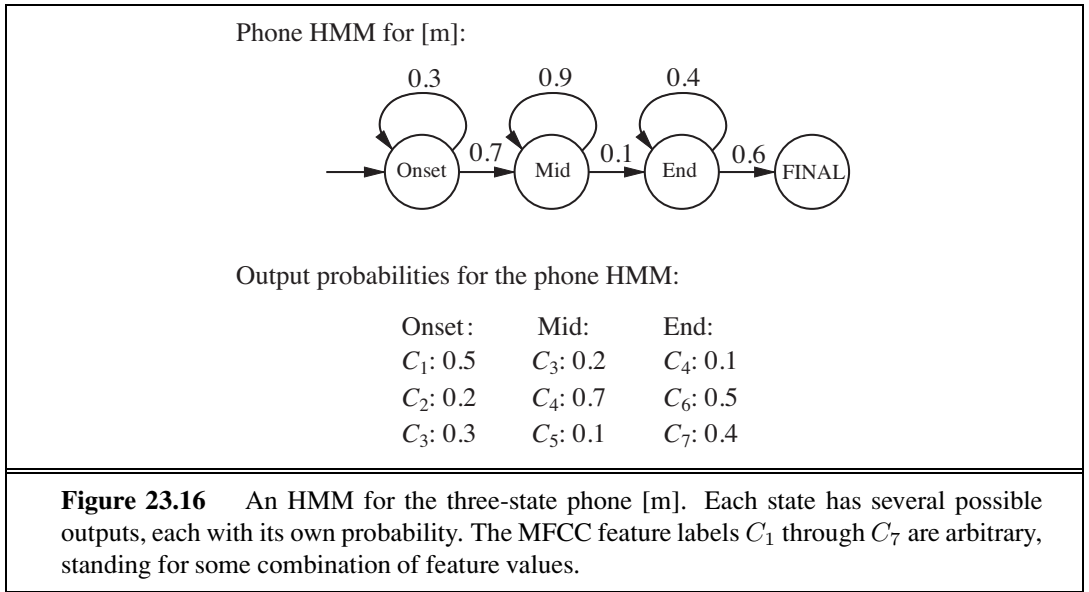 Phone HMM for [m]:
0.3 0.9 0.4
Onset 0.7 Mid 0.1 End 0.6 FINAL
Output probabilities for the phone HMM:
Onset: Mid: End:
C₁: 0.5 C₃: 0.2 C₄: 0.1
C₂: 0.2 C₄: 0.7 C₆: 0.5
C₃: 0.3 C₅: 0.1 C₇: 0.4
Figure 23.16 An HMM for the three-state phone [m]. Each state has several possible
outputs, each with its own probability. The MFCC feature labels C₁ through C₇ are arbitrary,
standing for some combination of feature values.